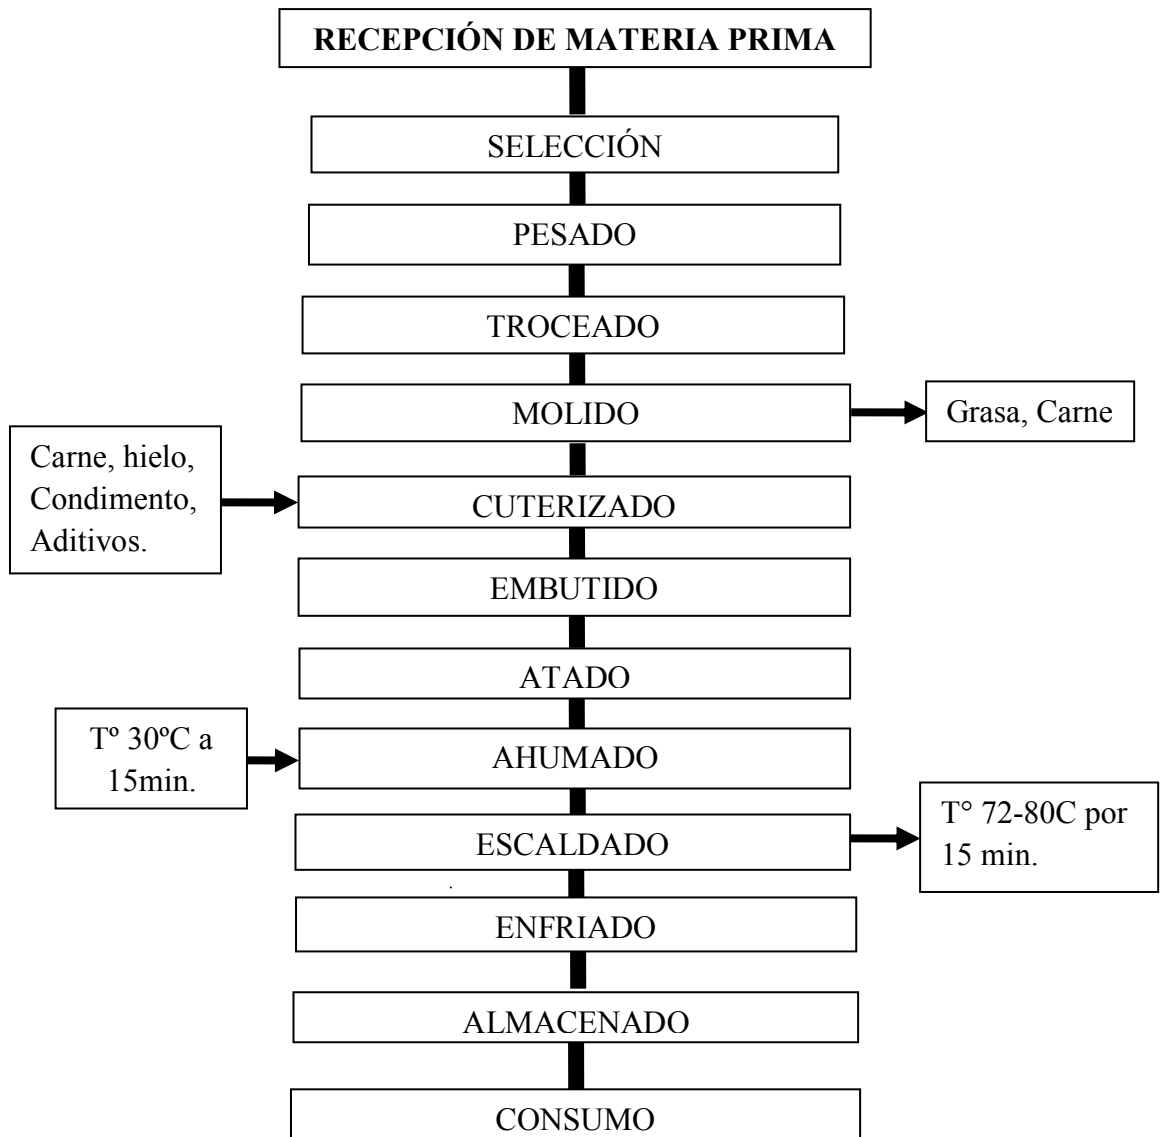 RECEPCIÓN DE MATERIA PRIMA
SELECCIÓN
PESADO
TROCEADO
MOLIDO
Grasa, Carne
Carne, hielo,
Condimento,
Aditivos.
CUTERIZADO
EMBUTIDO
ATADO
Tº 30ºC a
15min.
AHUMADO
ESCALDADO
T° 72-80C por
15 min.
ENFRIADO
ALMACENADO
CONSUMO